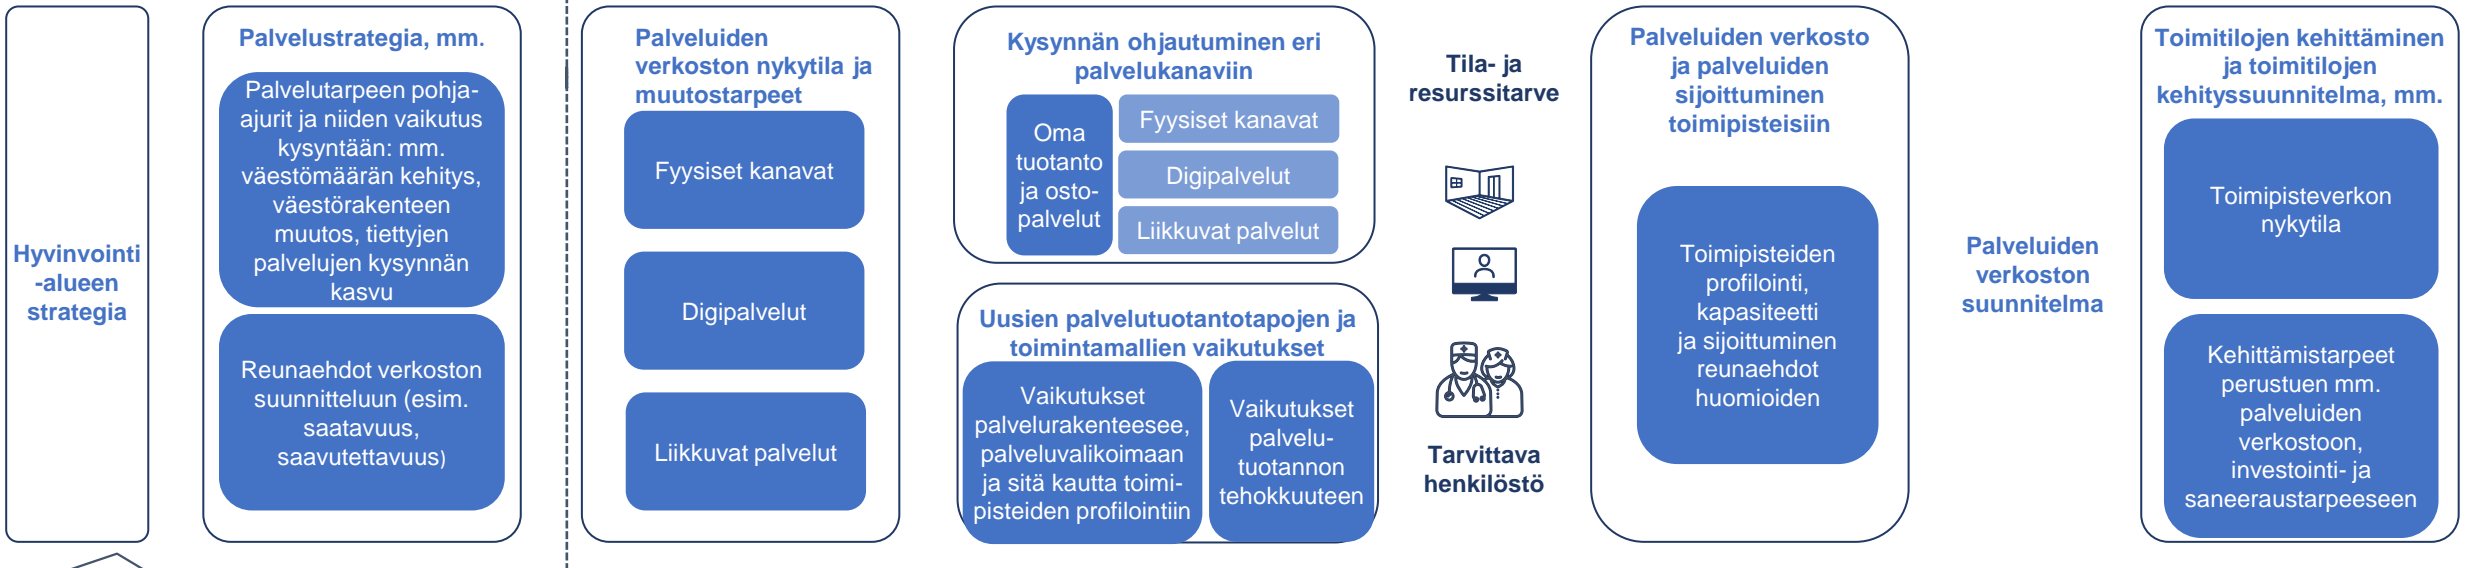 Hyvinvointi
-alueen
strategia
Palvelustrategia, mm.
Palvelutarpeen pohja-
ajurit ja niiden vaikutus
kysyntään: mm.
väestömäärän kehitys,
väestörakenteen
muutos, tiettyjen
palvelujen kysynnän
kasvu
Reunaehdot verkoston
suunnitteluun (esim.
saatavuus,
saavutettavuus)
Palveluiden
verkoston nykytila ja
muutostarpeet
Fyysiset kanavat
Digipalvelut
Liikkuvat palvelut
Kysynnän ohjautuminen eri
palvelukanaviin
Oma
tuotanto
ja osto-
palvelut
Fyysiset kanavat
Digipalvelut
Liikkuvat palvelut
Uusien palvelutuotantotapojen ja
toimintamallien vaikutukset
Vaikutukset
palvelurakenteesee,
palveluvalikoimaan
ja sitä kautta toimi-
pisteiden profilointiin
Vaikutukset
palvelu-
tuotannon
tehokkuuteen
Tila- ja
resurssitarve
Tarvittava
henkilöstö
Palveluiden verkosto
ja palveluiden
sijoittuminen
toimipisteisiin
Toimipisteiden
profilointi,
kapasiteetti
ja sijoittuminen
reunaehdot
huomioiden
Palveluiden
verkoston
suunnitelma
Toimitilojen kehittäminen
ja toimitilojen
kehityssuunnitelma, mm.
Toimipisteverkon
nykytila
Kehittämistarpeet
perustuen mm.
palveluiden
verkostoon,
investointi- ja
saneeraustarpeeseen